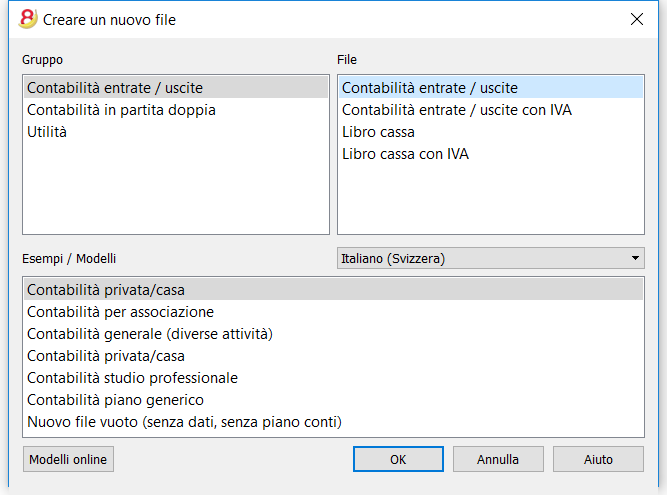 8 Creare un nuovo file
Gruppo
File
Contabilità entrate / uscite
Contabilità in partita doppia
Utilità
Contabilità entrate / uscite
Contabilità entrate / uscite con IVA
Libro cassa
Libro cassa con IVA
Esempi / Modelli
Italiano (Svizzera)
Contabilità privata/casa
Contabilità per associazione
Contabilità generale (diverse attività)
Contabilità privata/casa
Contabilità studio professionale
Contabilità piano generico
Nuovo file vuoto (senza dati, senza piano conti)
Modelli online
OK
Annulla
Aiuto